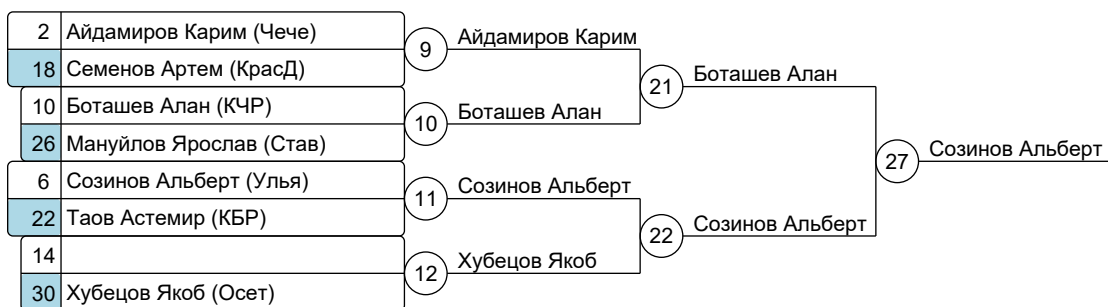 2 Айдамиров Карим (Чече)
18 Семенов Артем (КрасД)
9 Айдамиров Карим
10 Боташев Алан (КЧР)
26 Мануйлов Ярослав (Став)
10 Боташев Алан
21 Боташев Алан
6 Созинов Альберт (Улья)
22 Таов Астемир (КБР)
11 Созинов Альберт
14
30 Хубецов Якоб (Осет)
12 Хубецов Якоб
22 Созинов Альберт
27 Созинов Альберт